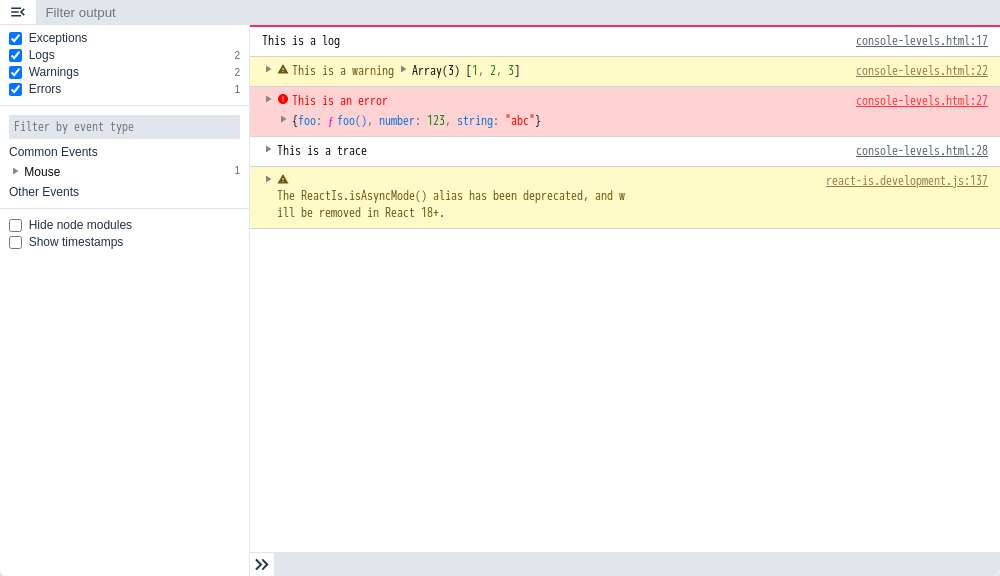 Filter output
Exceptions
Logs 2
Warnings 2
Errors 1
Filter by event type
Common Events
Mouse 1
Other Events
Hide node modules
Show timestamps
This is a log console-levels.html:17
This is a warning Array(3) [1, 2, 3] console-levels.html:22
This is an error console-levels.html:27
{foo: ƒ foo(), number: 123, string: "abc"}
This is a trace console-levels.html:28
react-is.development.js:137
The ReactIs.isAsyncMode() alias has been deprecated, and w
ill be removed in React 18+.